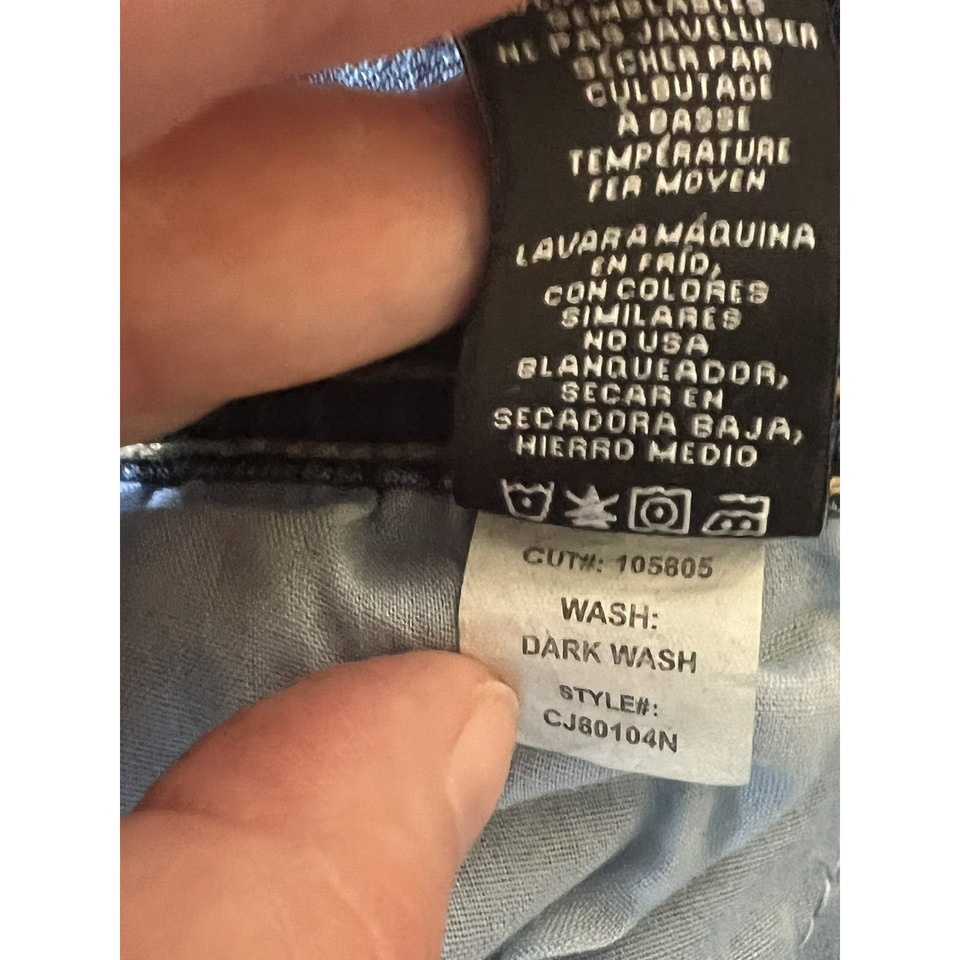 SEMBLABLES
NE PAS JAVELLISER
SÉCHER PAR
CULBUTAGE
À BASSE
TEMPÉRATURE
FER MOYEN
LAVAR A MÁQUINA
EN FRÍO,
CON COLORES
SIMILARES
NO USA
BLANQUEADOR,
SECAR EN
SECADORA BAJA,
HIERRO MEDIO
CUT#: 105805
WASH:
DARK WASH
STYLE#:
CJ80104N